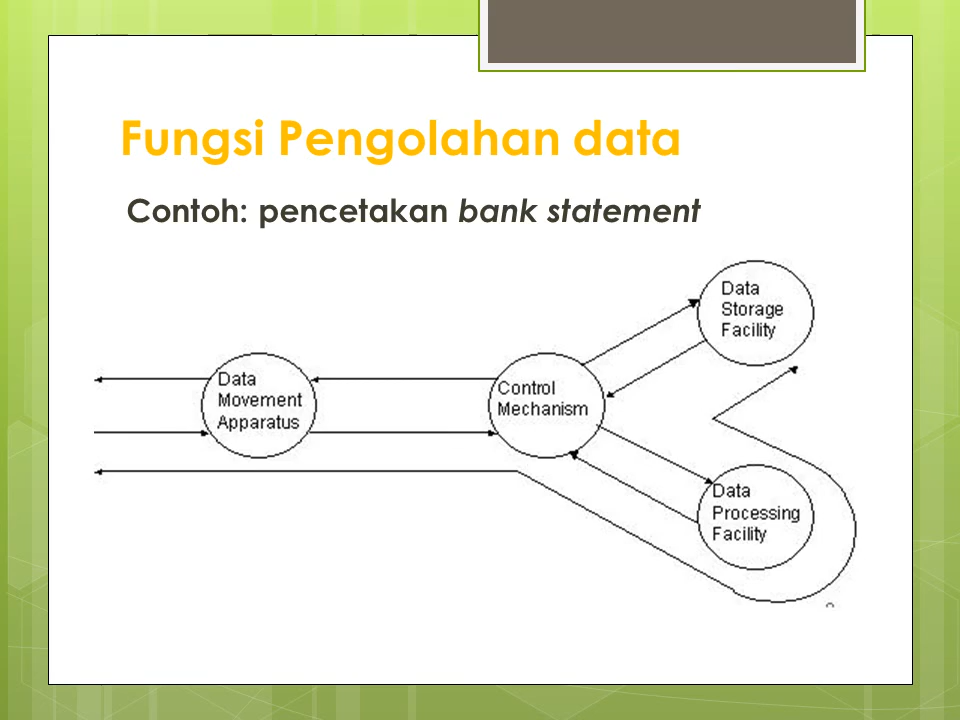 Fungsi Pengolahan data
Contoh: pencetakan bank statement
Data
Storage
Facility
Data
Movement
Apparatus
Control
Mechanism
Data
Processing
Facility